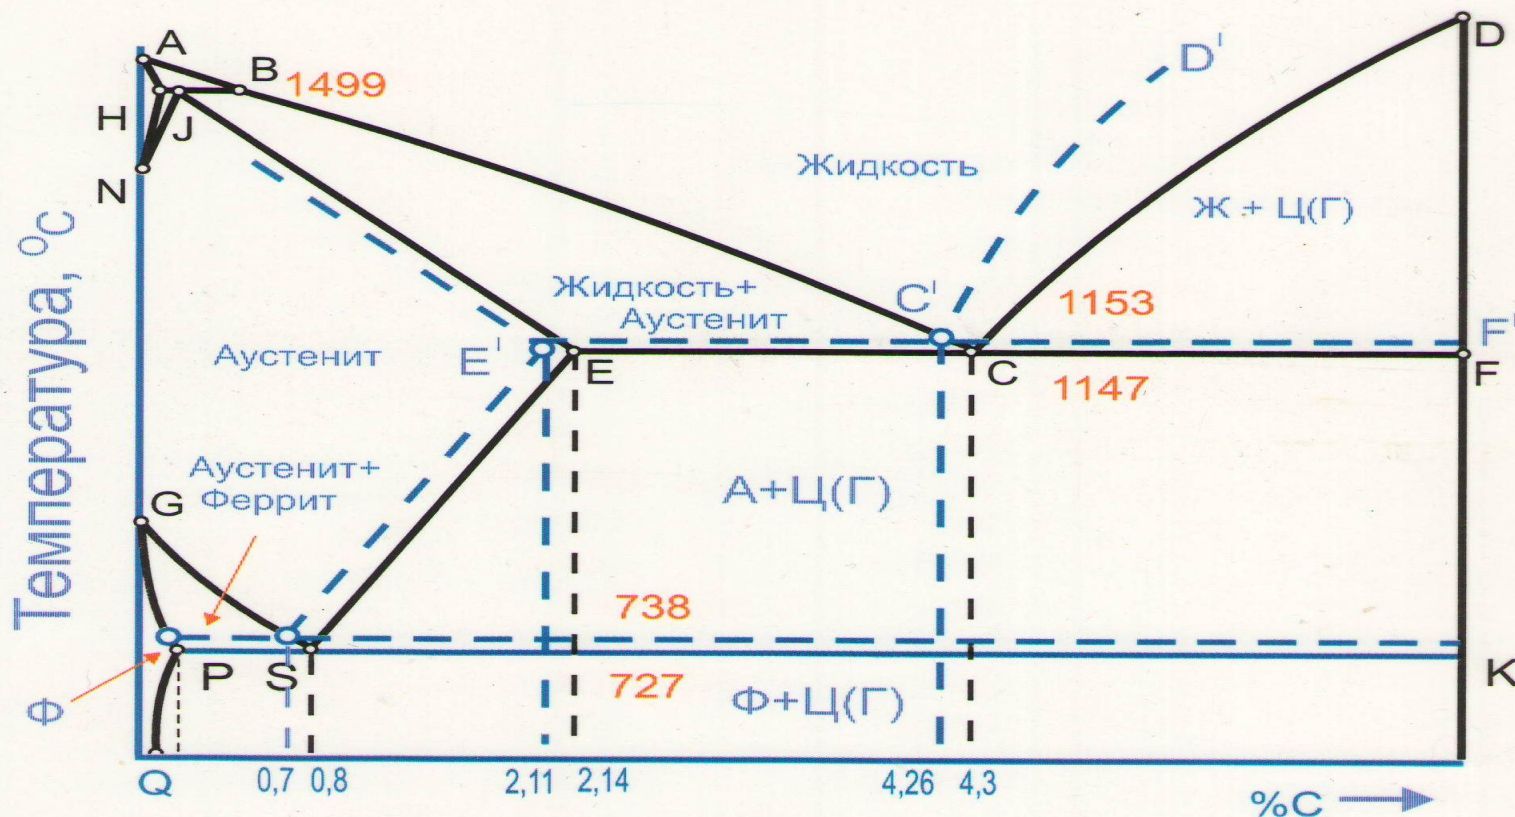 A
B
1499
D
D'
H
J
N
Жидкость
Ж + Ц(Г)
Температура, °С
Жидкость+
Аустенит
C'
1153
F'
Аустенит
E'
E
C
1147
F
Аустенит+
Феррит
G
А+Ц(Г)
738
P
S
727
K
Ф
Ф+Ц(Г)
Q
0,7
0,8
2,11
2,14
4,26
4,3
%C